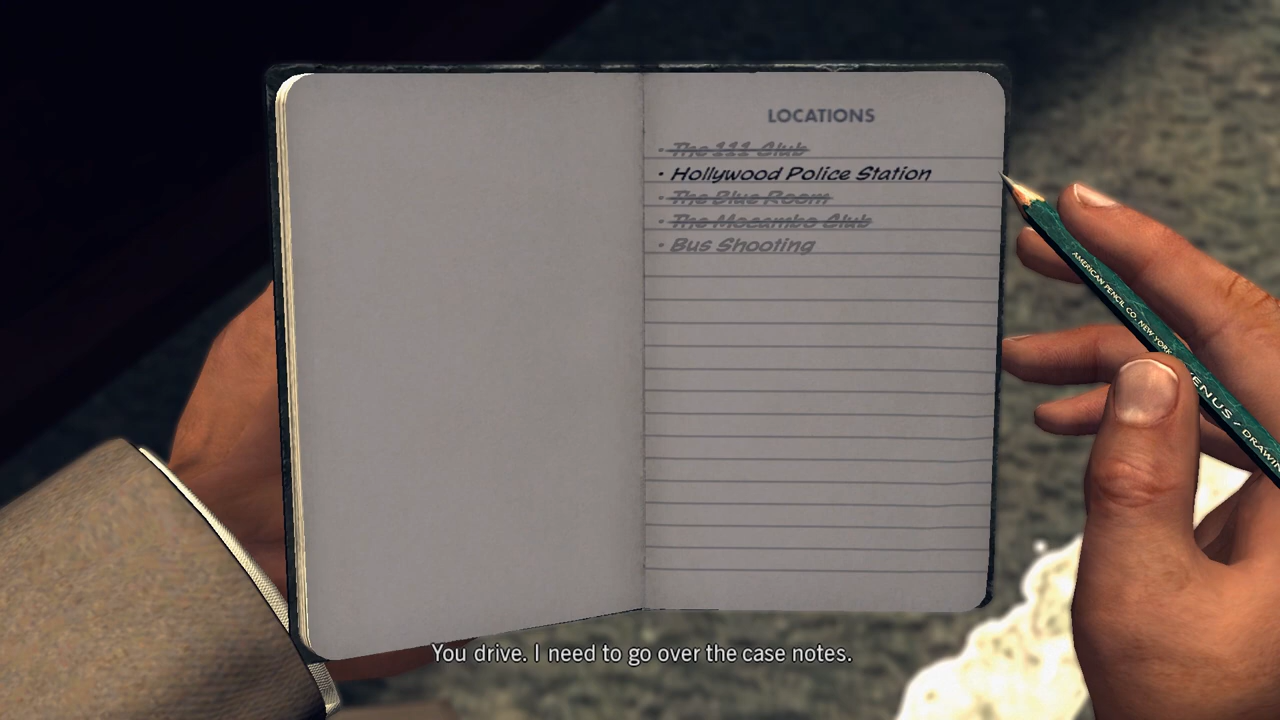 LOCATIONS
· The 111 Club
· Hollywood Police Station
· The Blue Room
· The Mocambo Club
· Bus Shooting
AMERICAN PENCIL CO. NEW YORK
VENUS / DRAWIN
You drive. I need to go over the case notes.